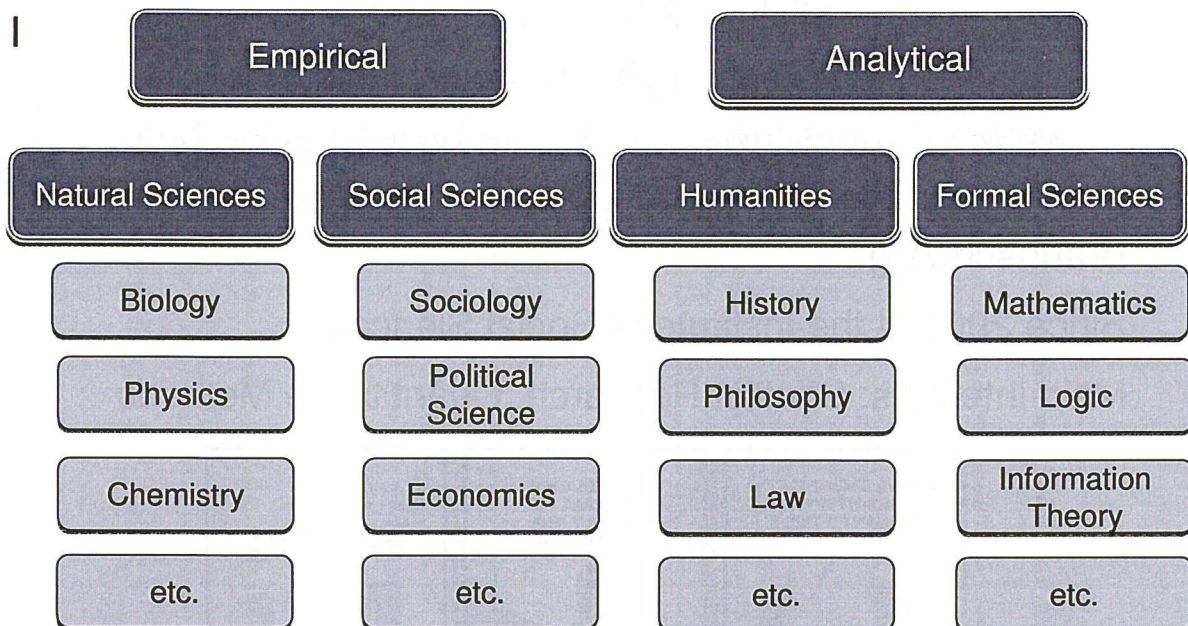 I
Empirical
Analytical
Natural Sciences
Social Sciences
Humanities
Formal Sciences
Biology
Sociology
History
Mathematics
Physics
Political
Science
Philosophy
Logic
Chemistry
Economics
Law
Information
Theory
etc.
etc.
etc.
etc.